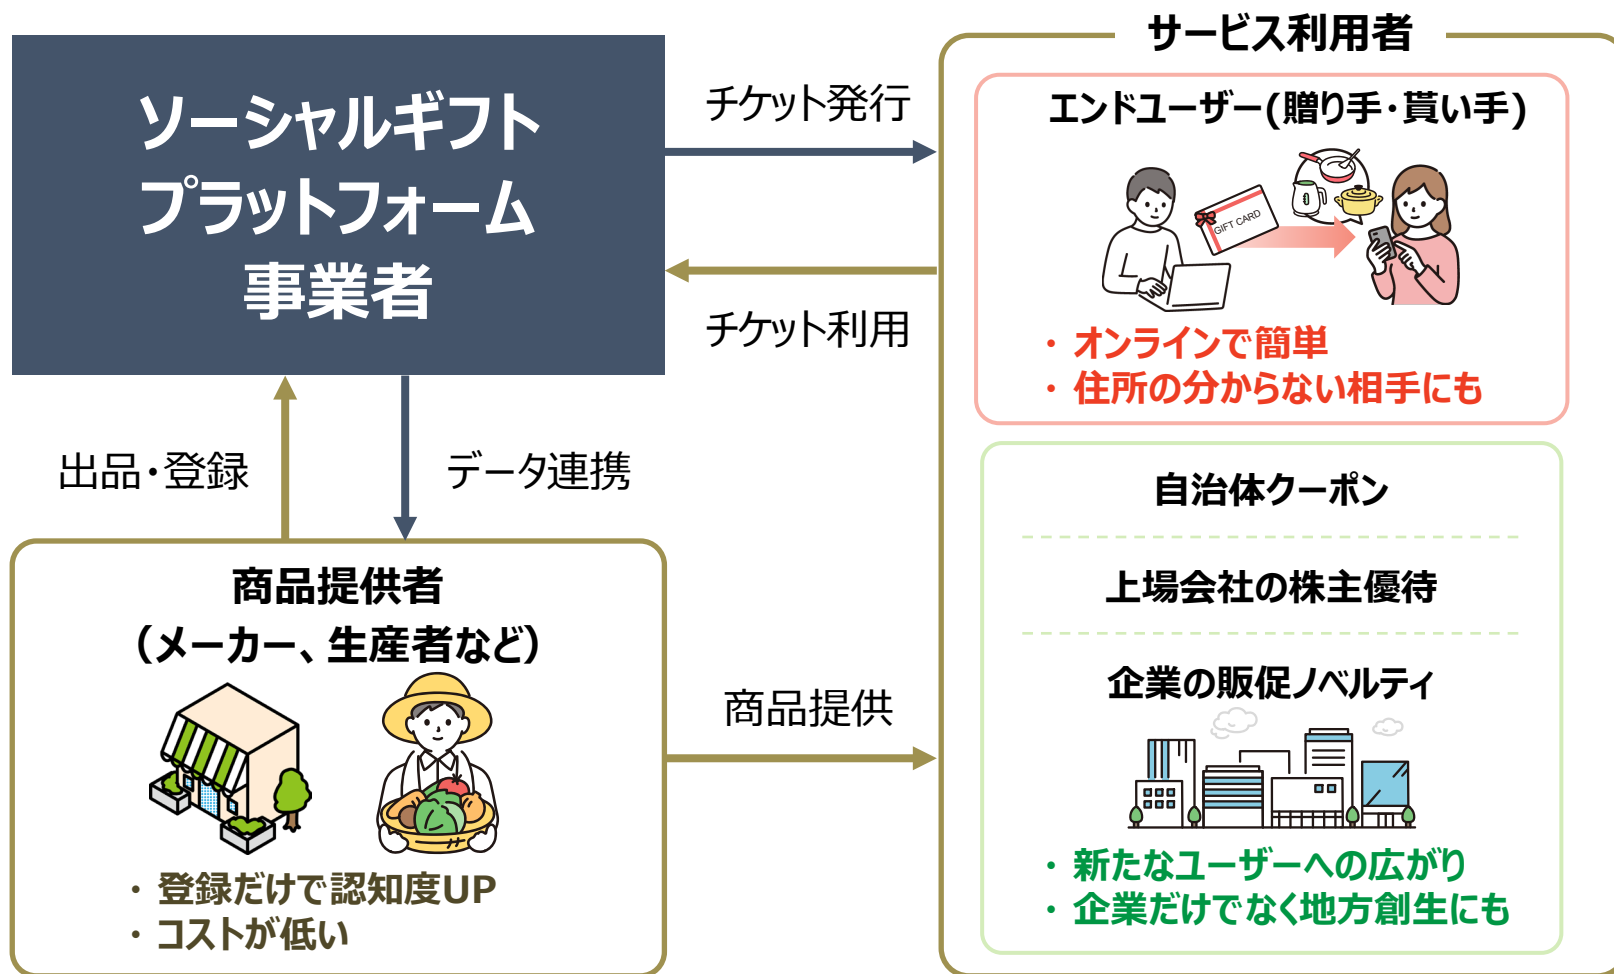 ソーシャルギフト
プラットフォーム
事業者
チケット発行
チケット利用
出品・登録
データ連携
商品提供者
（メーカー、生産者など）
・ 登録だけで認知度UP
・ コストが低い
商品提供
サービス利用者
エンドユーザー(贈り手・貰い手)
GIFT CARD
・ オンラインで簡単
・ 住所の分からない相手にも
自治体クーポン
上場会社の株主優待
企業の販促ノベルティ
・ 新たなユーザーへの広がり
・ 企業だけでなく地方創生にも